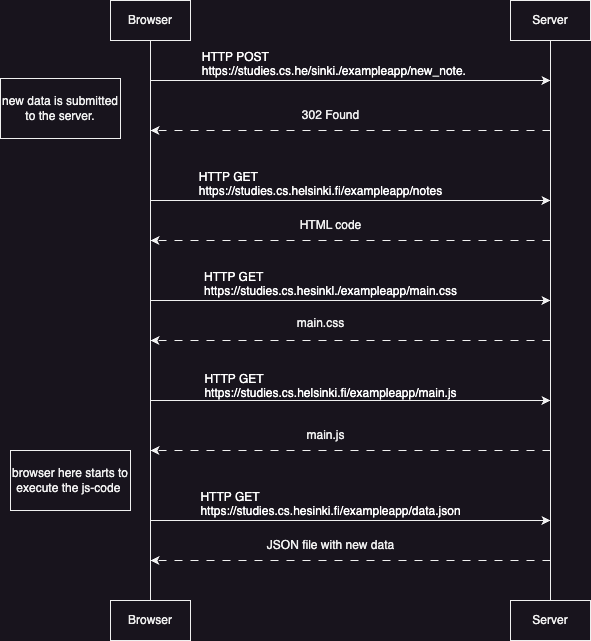 Browser
Server
HTTP POST
https://studies.cs.he/sinki./exampleapp/new_note.
new data is submitted
to the server.
302 Found
HTTP GET
https://studies.cs.helsinki.fi/exampleapp/notes
HTML code
HTTP GET
https://studies.cs.hesinkl./exampleapp/main.css
main.css
HTTP GET
https://studies.cs.helsinki.fi/exampleapp/main.js
main.js
browser here starts to
execute the js-code
HTTP GET
https://studies.cs.hesinki.fi/exampleapp/data.json
JSON file with new data
Browser
Server